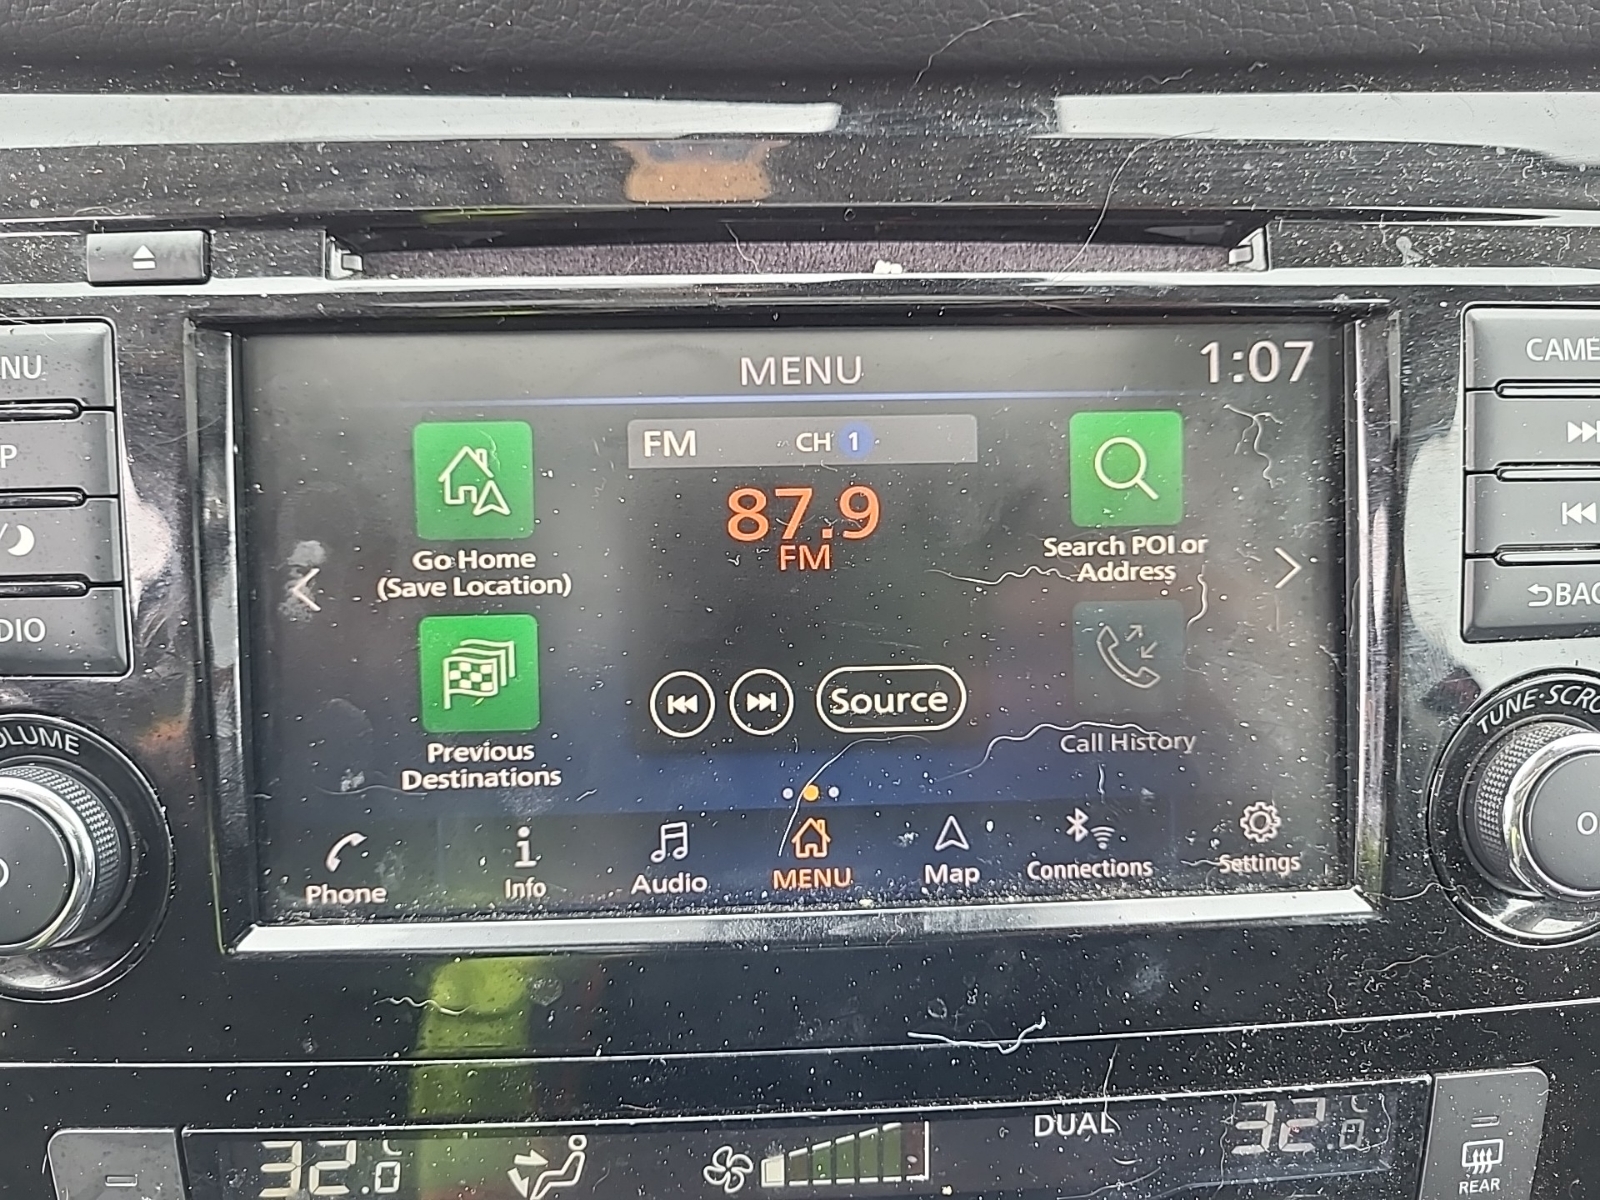 MENU
1:07
NU
CAME
FM CH 1
87.9
FM
P
Go Home
(Save Location)
Search POI or
Address
BAC
DIO
Source
TUNE·SCRO
OLUME
Previous
Destinations
Call History
Phone
Info
Audio
MENU
Map
Connections
Settings
DUAL
32.0
32.0
REAR